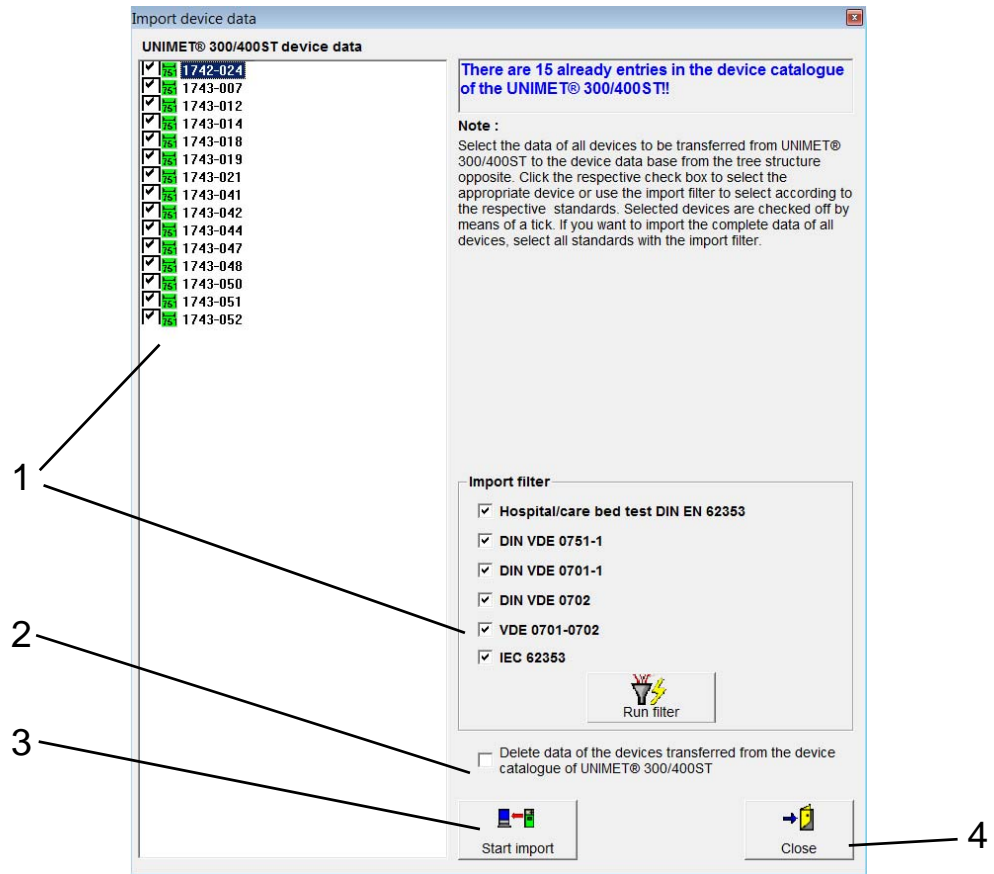 Import device data
UNIMET® 300/400ST device data
1742-024
1743-007
1743-012
1743-014
1743-018
1743-019
1743-021
1743-041
1743-042
1743-044
1743-047
1743-048
1743-050
1743-051
1743-052
There are 15 already entries in the device catalogue
of the UNIMET® 300/400ST!!
Note :
Select the data of all devices to be transferred from UNIMET®
300/400ST to the device data base from the tree structure
opposite. Click the respective check box to select the
appropriate device or use the import filter to select according to
the respective standards. Selected devices are checked off by
means of a tick. If you want to import the complete data of all
devices, select all standards with the import filter.
Import filter
Hospital/care bed test DIN EN 62353
DIN VDE 0751-1
DIN VDE 0701-1
DIN VDE 0702
VDE 0701-0702
IEC 62353
Run filter
Delete data of the devices transferred from the device
catalogue of UNIMET® 300/400ST
Start import
Close
1
2
3
4